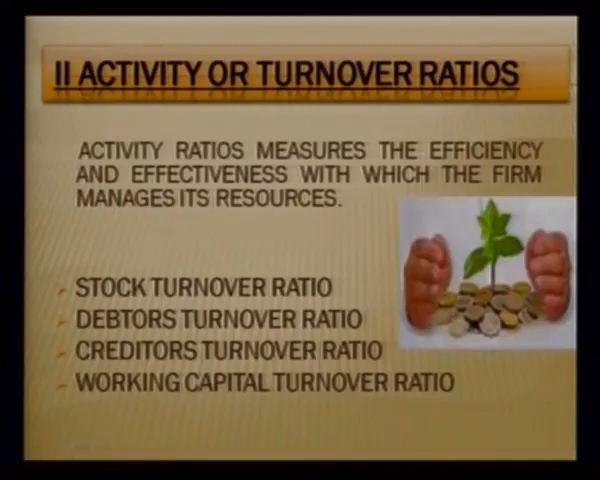 II ACTIVITY OR TURNOVER RATIOS
ACTIVITY RATIOS MEASURES THE EFFICIENCY
AND EFFECTIVENESS WITH WHICH THE FIRM
MANAGES ITS RESOURCES.
STOCK TURNOVER RATIO
DEBTORS TURNOVER RATIO
CREDITORS TURNOVER RATIO
WORKING CAPITAL TURNOVER RATIO